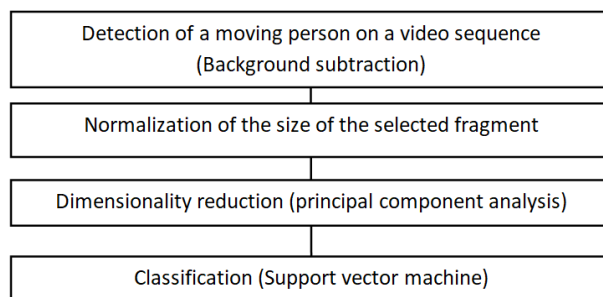 Detection of a moving person on a video sequence
(Background subtraction)
Normalization of the size of the selected fragment
Dimensionality reduction (principal component analysis)
Classification (Support vector machine)